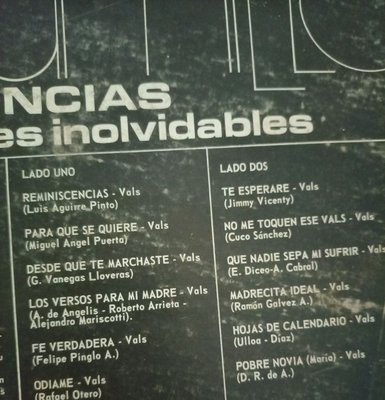 NCIAS
es inolvidables
LADO UNO
REMINISCENCIAS - Vals
(Luis Aguirre Pinto)
PARA QUE SE QUIERE - Vals
(Miguel Angel Puerta)
DESDE QUE TE MARCHASTE - Vals
(G. Vanegas Lloveras)
LOS VERSOS PARA MI MADRE - Vals
(A. de Angelis - Roberto Arrieta -
Alejandro Mariscotti).
FE VERDADERA - Vals
(Felipe Pinglo A.)
ODIAME - Vals
(Rafael Otero)
LADO DOS
TE ESPERARE - Vals
(Jimmy Vicenty)
NO ME TOQUEN ESE VALS - Vals
(Cuco Sánchez)
QUE NADIE SEPA MI SUFRIR - Vals
(E. Diceo-A. Cabral)
MADRECITA IDEAL - Vals
(Ramón Galvez A.)
HOJAS DE CALENDARIO - Vals
(Ulloa - Díaz)
POBRE NOVIA (María) - Vals
(D. R. de A.)